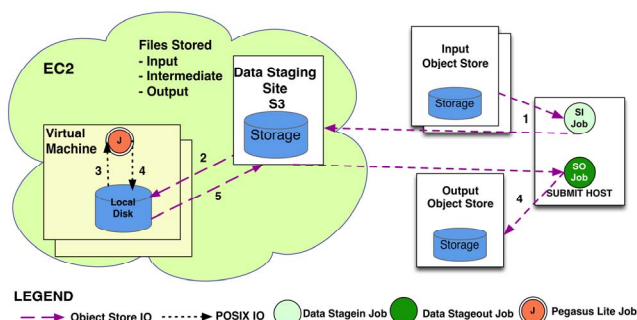 EC2
Files Stored
- Input
- Intermediate
- Output
Data Staging
Site
S3
Storage
Virtual
Machine
J
3
4
Local
Disk
2
5
Input
Object Store
Storage
1
SI
Job
SO
Job
SUBMIT HOST
4
Output
Object Store
Storage
LEGEND
Object Store IO
POSIX IO
Data Stagein Job
Data Stageout Job
J
Pegasus Lite Job